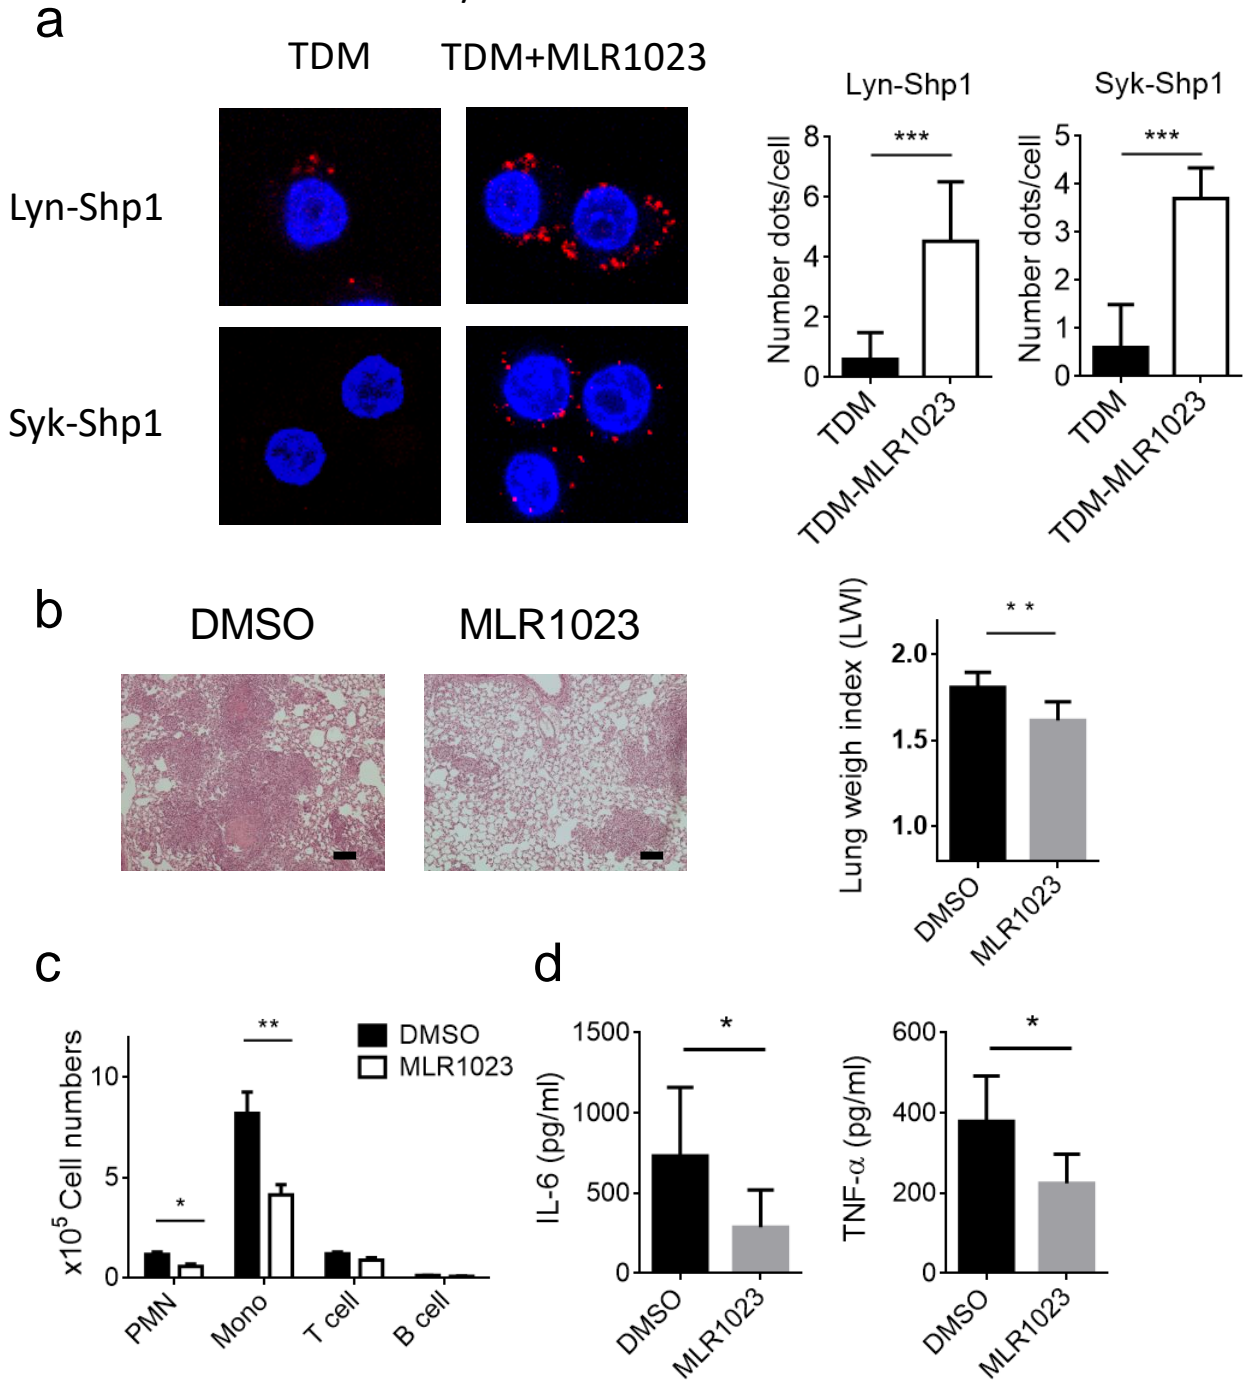 a
TDM
TDM+MLR1023
Lyn-Shp1
Syk-Shp1
Lyn-Shp1
***
Number dots/cell
8
6
4
2
0
TDM
TDM-MLR1023
Syk-Shp1
***
Number dots/cell
5
4
3
2
1
0
TDM
TDM-MLR1023
b
DMSO
MLR1023
Lung weigh index (LWI)
* *
2.0
1.5
1.0
DMSO
MLR1023
c
x10⁵ Cell numbers
10
5
0
*
**
DMSO
MLR1023
PMN
Mono
T cell
B cell
d
IL-6 (pg/ml)
1500
1000
500
0
*
DMSO
MLR1023
TNF-α (pg/ml)
600
400
200
0
*
DMSO
MLR1023